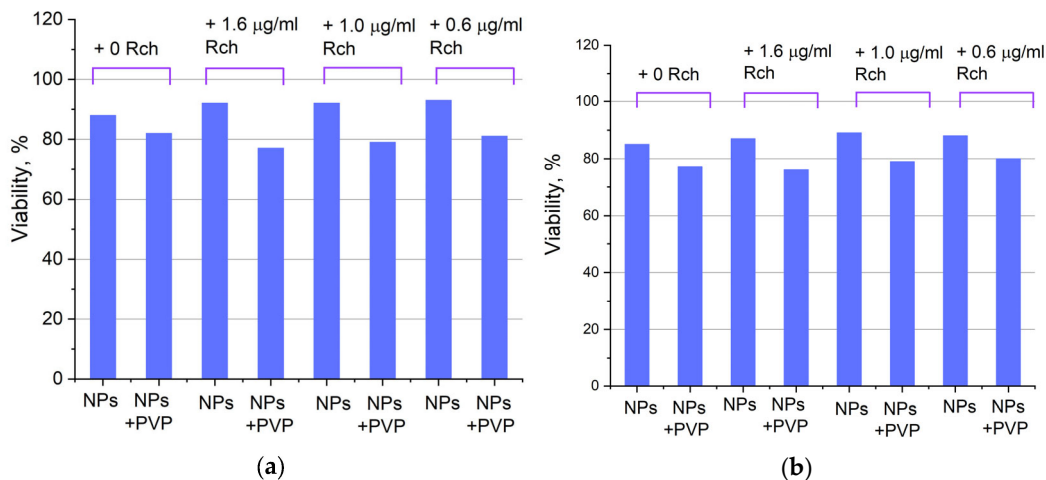 + 0 Rch
+ 1.6 μg/ml
Rch
+ 1.0 μg/ml
Rch
+ 0.6 μg/ml
Rch
Viability, %
120
100
80
60
40
20
0
NPs
NPs
+PVP
NPs
NPs
+PVP
NPs
NPs
+PVP
NPs
NPs
+PVP
(a)
+ 0 Rch
+ 1.6 μg/ml
Rch
+ 1.0 μg/ml
Rch
+ 0.6 μg/ml
Rch
Viability, %
120
100
80
60
40
20
0
NPs
NPs
+PVP
NPs
NPs
+PVP
NPs
NPs
+PVP
NPs
NPs
+PVP
(b)